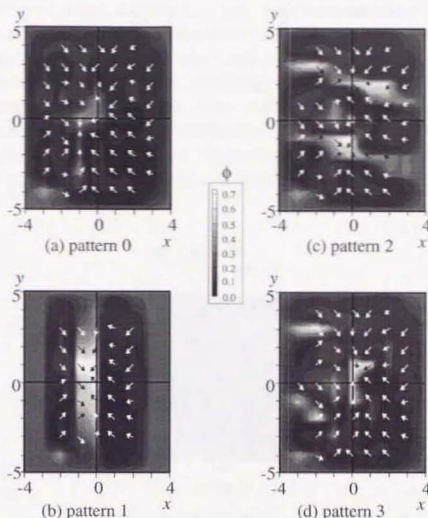 y
5
0
-5
-4 0 4
(a) pattern 0 x
y
5
0
-5
-4 0 4
(b) pattern 1 x
ϕ
0.7
0.6
0.5
0.4
0.3
0.2
0.1
0.0
y
5
0
-5
-4 0 4
(c) pattern 2 x
y
5
0
-5
-4 0 4
(d) pattern 3 x